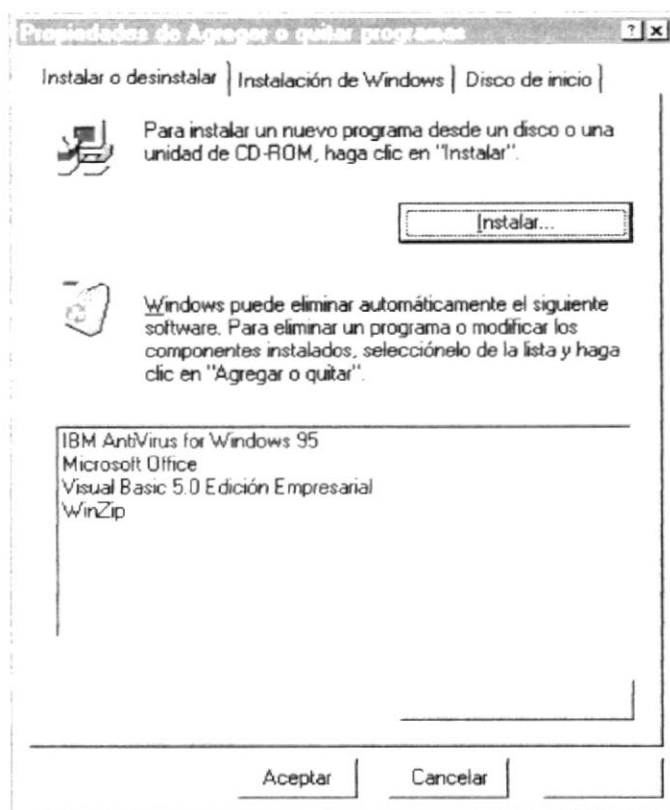 Propiedades de Agregar o quitar programas
Instalar o desinstalar Instalación de Windows Disco de inicio
Para instalar un nuevo programa desde un disco o una
unidad de CD-ROM, haga clic en "Instalar".
Instalar...
Windows puede eliminar automáticamente el siguiente
software. Para eliminar un programa o modificar los
componentes instalados, selecciónelo de la lista y haga
clic en "Agregar o quitar".
IBM AntiVirus for Windows 95
Microsoft Office
Visual Basic 5.0 Edición Empresarial
WinZip
Aceptar Cancelar